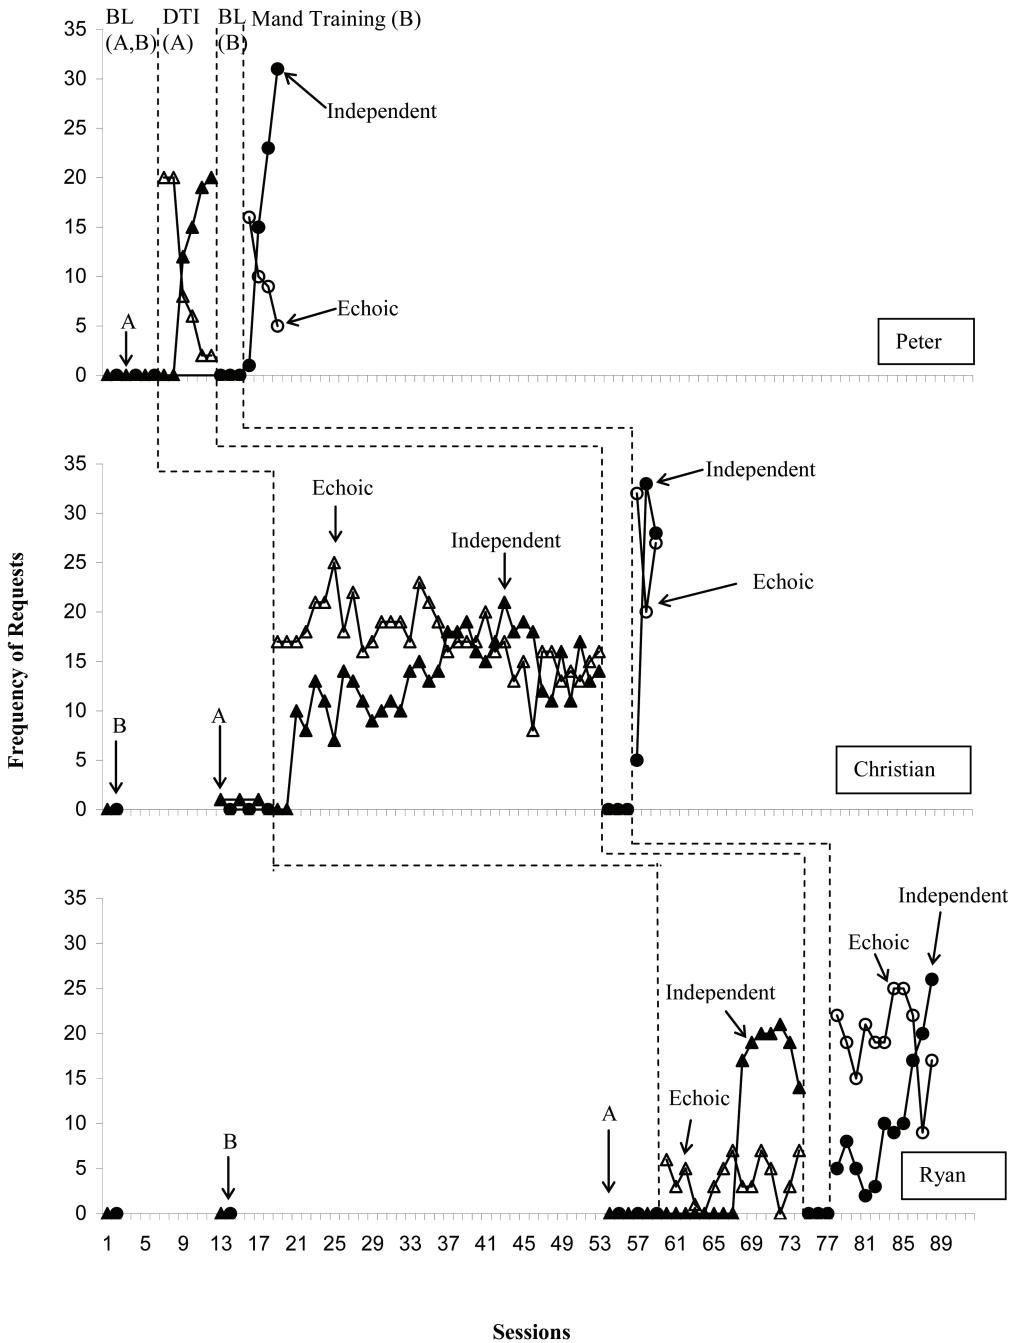 BL DTI BL Mand Training (B)
(A,B) (A) (B)
35
30
25
20
15
10
5
0
Independent
Echoic
A
Peter
35
30
25
20
15
10
5
0
Echoic
Independent
Independent
Echoic
B
A
Christian
35
30
25
20
15
10
5
0
Independent
Echoic
Independent
Echoic
A
B
Ryan
1 5 9 13 17 21 25 29 33 37 41 45 49 53 57 61 65 69 73 77 81 85 89
Frequency of Requests
Sessions